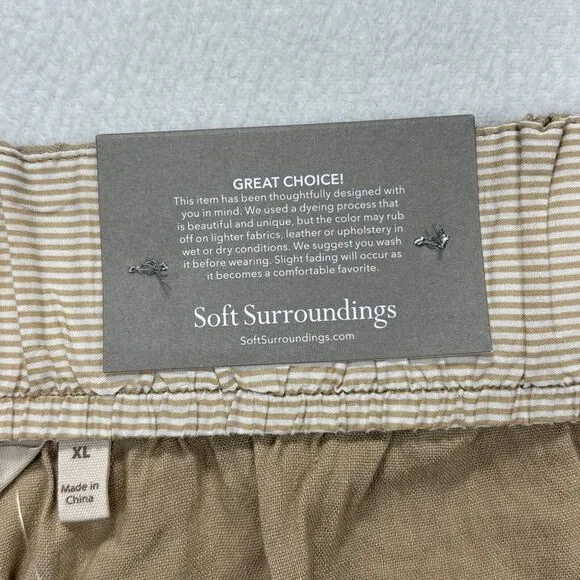 GREAT CHOICE!
This item has been thoughtfully designed with
you in mind. We used a dyeing process that
is beautiful and unique, but the color may rub
off on lighter fabrics, leather or upholstery in
wet or dry conditions. We suggest you wash
it before wearing. Slight fading will occur as
it becomes a comfortable favorite.
Soft Surroundings
SoftSurroundings.com
XL
Made in
China